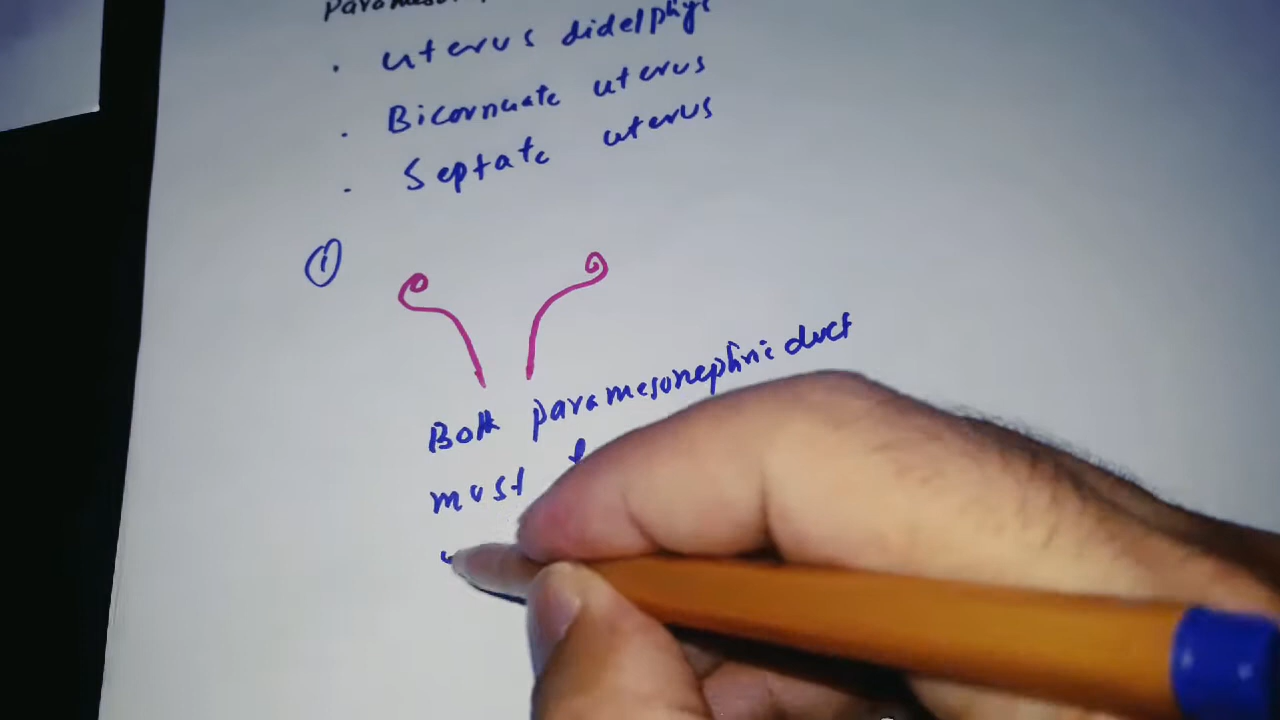 . uterus didelphys
. Bicornuate uterus
. Septate uterus
①
Both paramesonephric duct
must